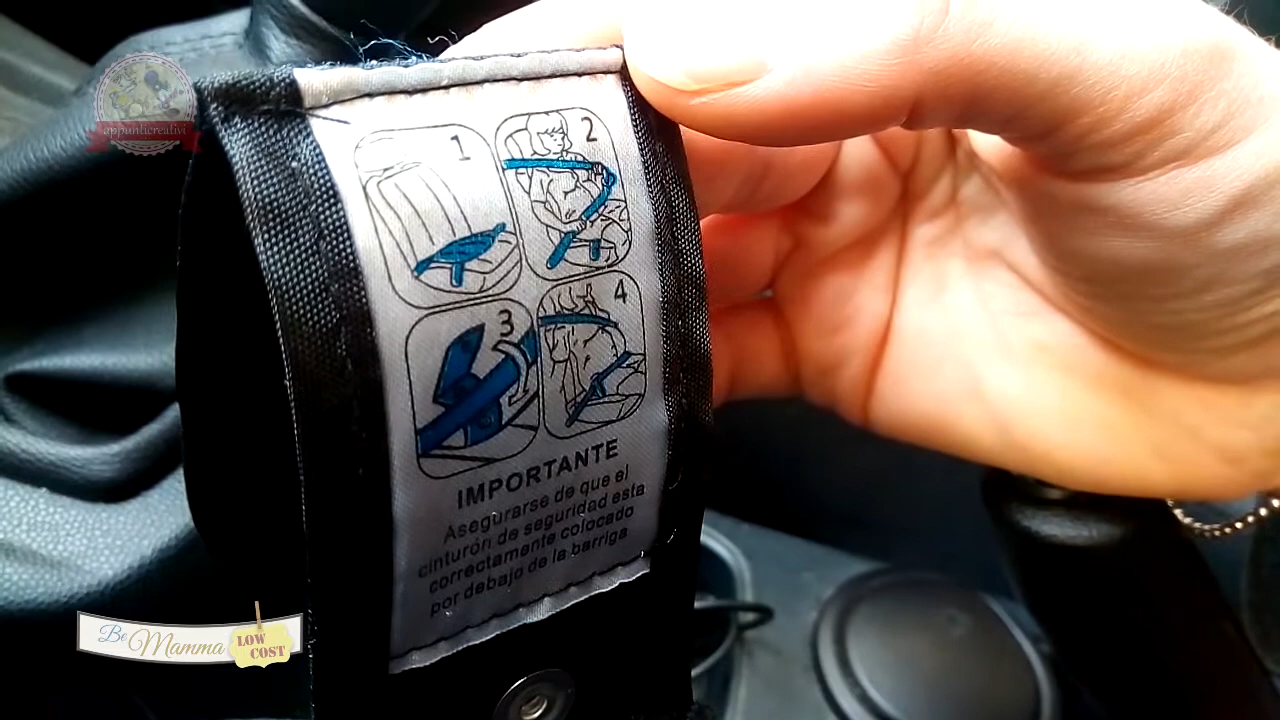 appunticreativi
1
2
3
4
IMPORTANTE
Asegurarse de que el
cinturón de seguridad esta
correctamente colocado
por debajo de la barriga
Be Mamma
LOW
COST